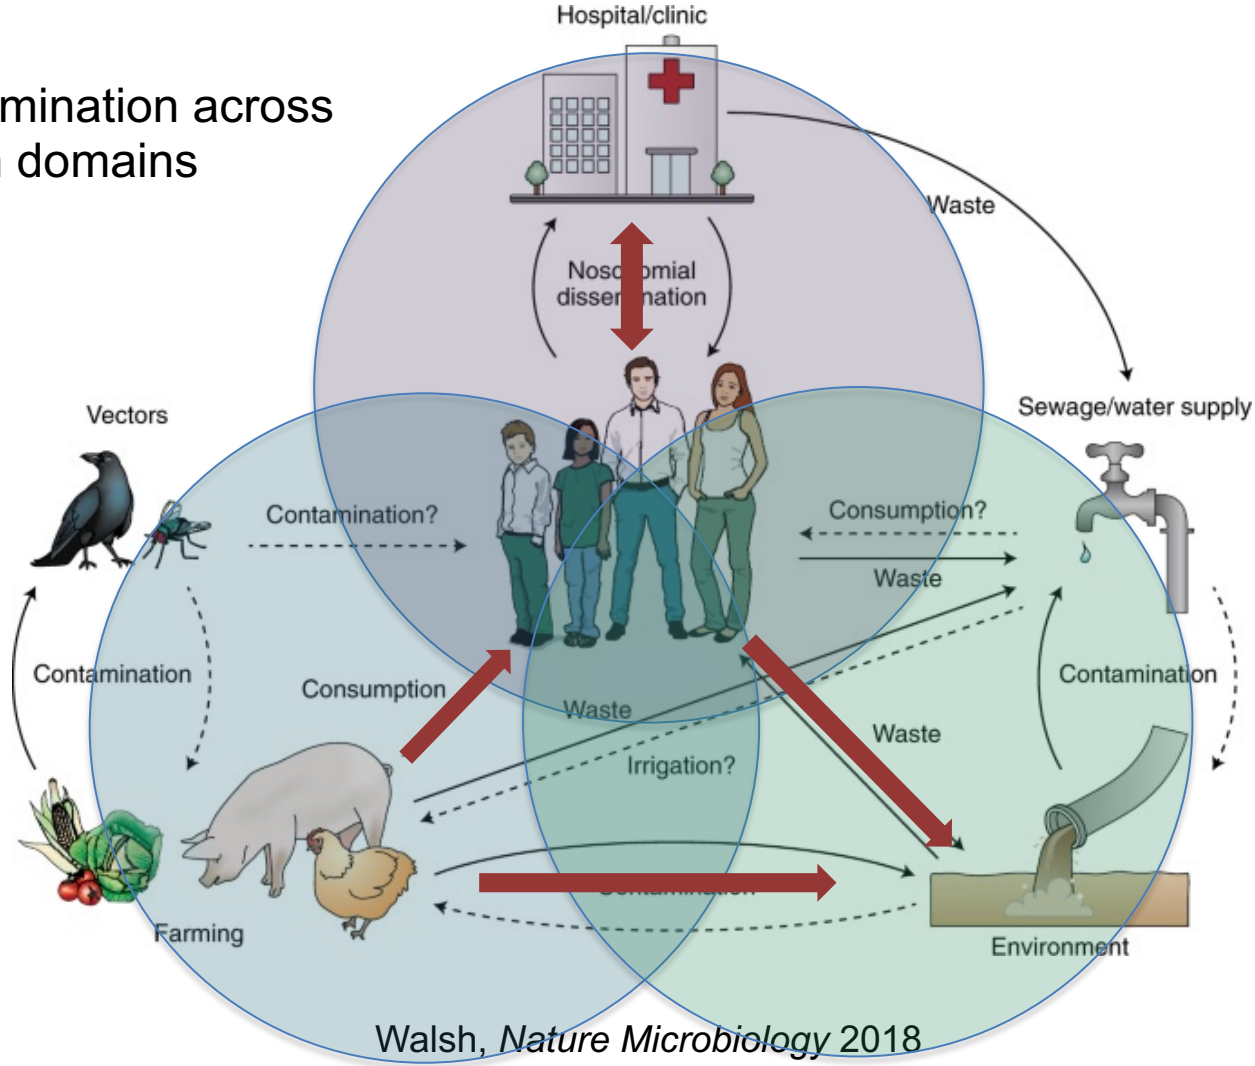 Hospital/clinic
mination across
domains
Waste
Nosocomial
dissemination
Vectors
Sewage/water supply
Contamination?
Consumption?
Waste
Contamination
Consumption
Contamination
Waste
Waste
Irrigation?
Contamination
Farming
Environment
Walsh, Nature Microbiology 2018